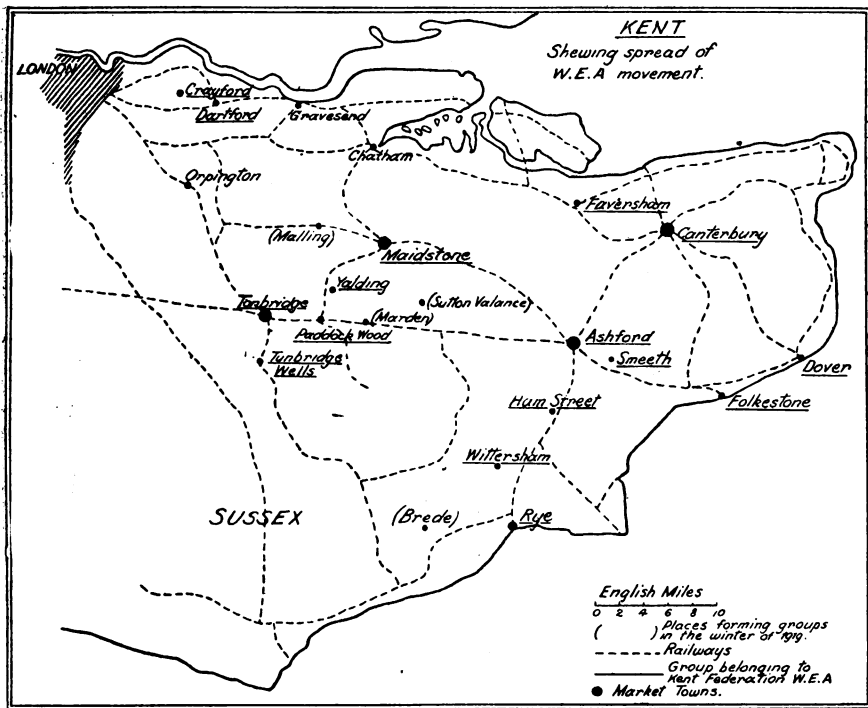 KENT
Shewing spread of
W.E.A movement.
LONDON
Crayford
Dartford
Gravesend
Chatham
Orpington
Faversham
(Malling)
Canterbury
Maidstone
Yalding
(Sutton Valance)
Tonbridge
(Marden)
Paddock Wood
Ashford
Smeeth
Tunbridge
Wells
Dover
Folkestone
Ham Street
Wittersham
SUSSEX
(Brede)
Rye
English Miles
0 2 4 6 8 10
( ) Places forming groups
in the winter of 1919.
Railways
Group belonging to
Kent Federation W.E.A
Market Towns.